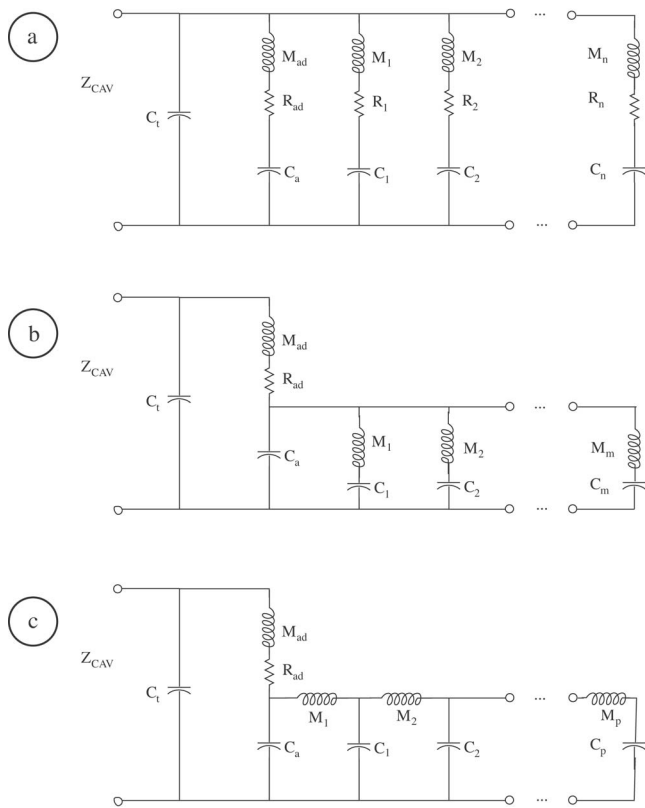 a
Z_CAV
C_t
M_ad
R_ad
C_a
M_1
R_1
C_1
M_2
R_2
C_2
...
...
M_n
R_n
C_n
b
Z_CAV
C_t
M_ad
R_ad
C_a
M_1
C_1
M_2
C_2
...
...
M_m
C_m
c
Z_CAV
C_t
M_ad
R_ad
C_a
M_1
C_1
M_2
C_2
...
...
M_p
C_p